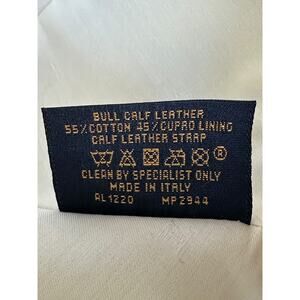 BULL CALF LEATHER
55%COTTON 45%CUPRO LINING
CALF LEATHER STRAP
®
CLEAN BY SPECIALIST ONLY
MADE IN ITALY
AL1220 MP2944